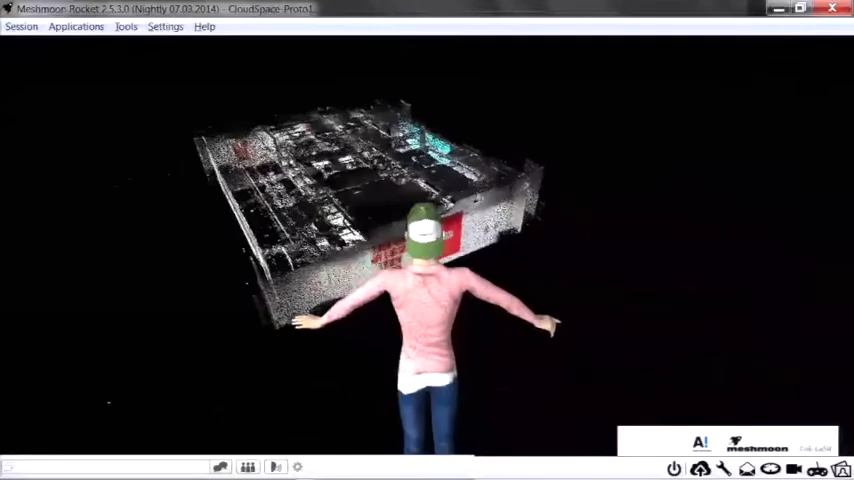 Meshmoon Rocket 2.5.3.0 (Nightly 07.03.2014) - CloudSpace-Proto1
Session Applications Tools Settings Help
A! meshmoon